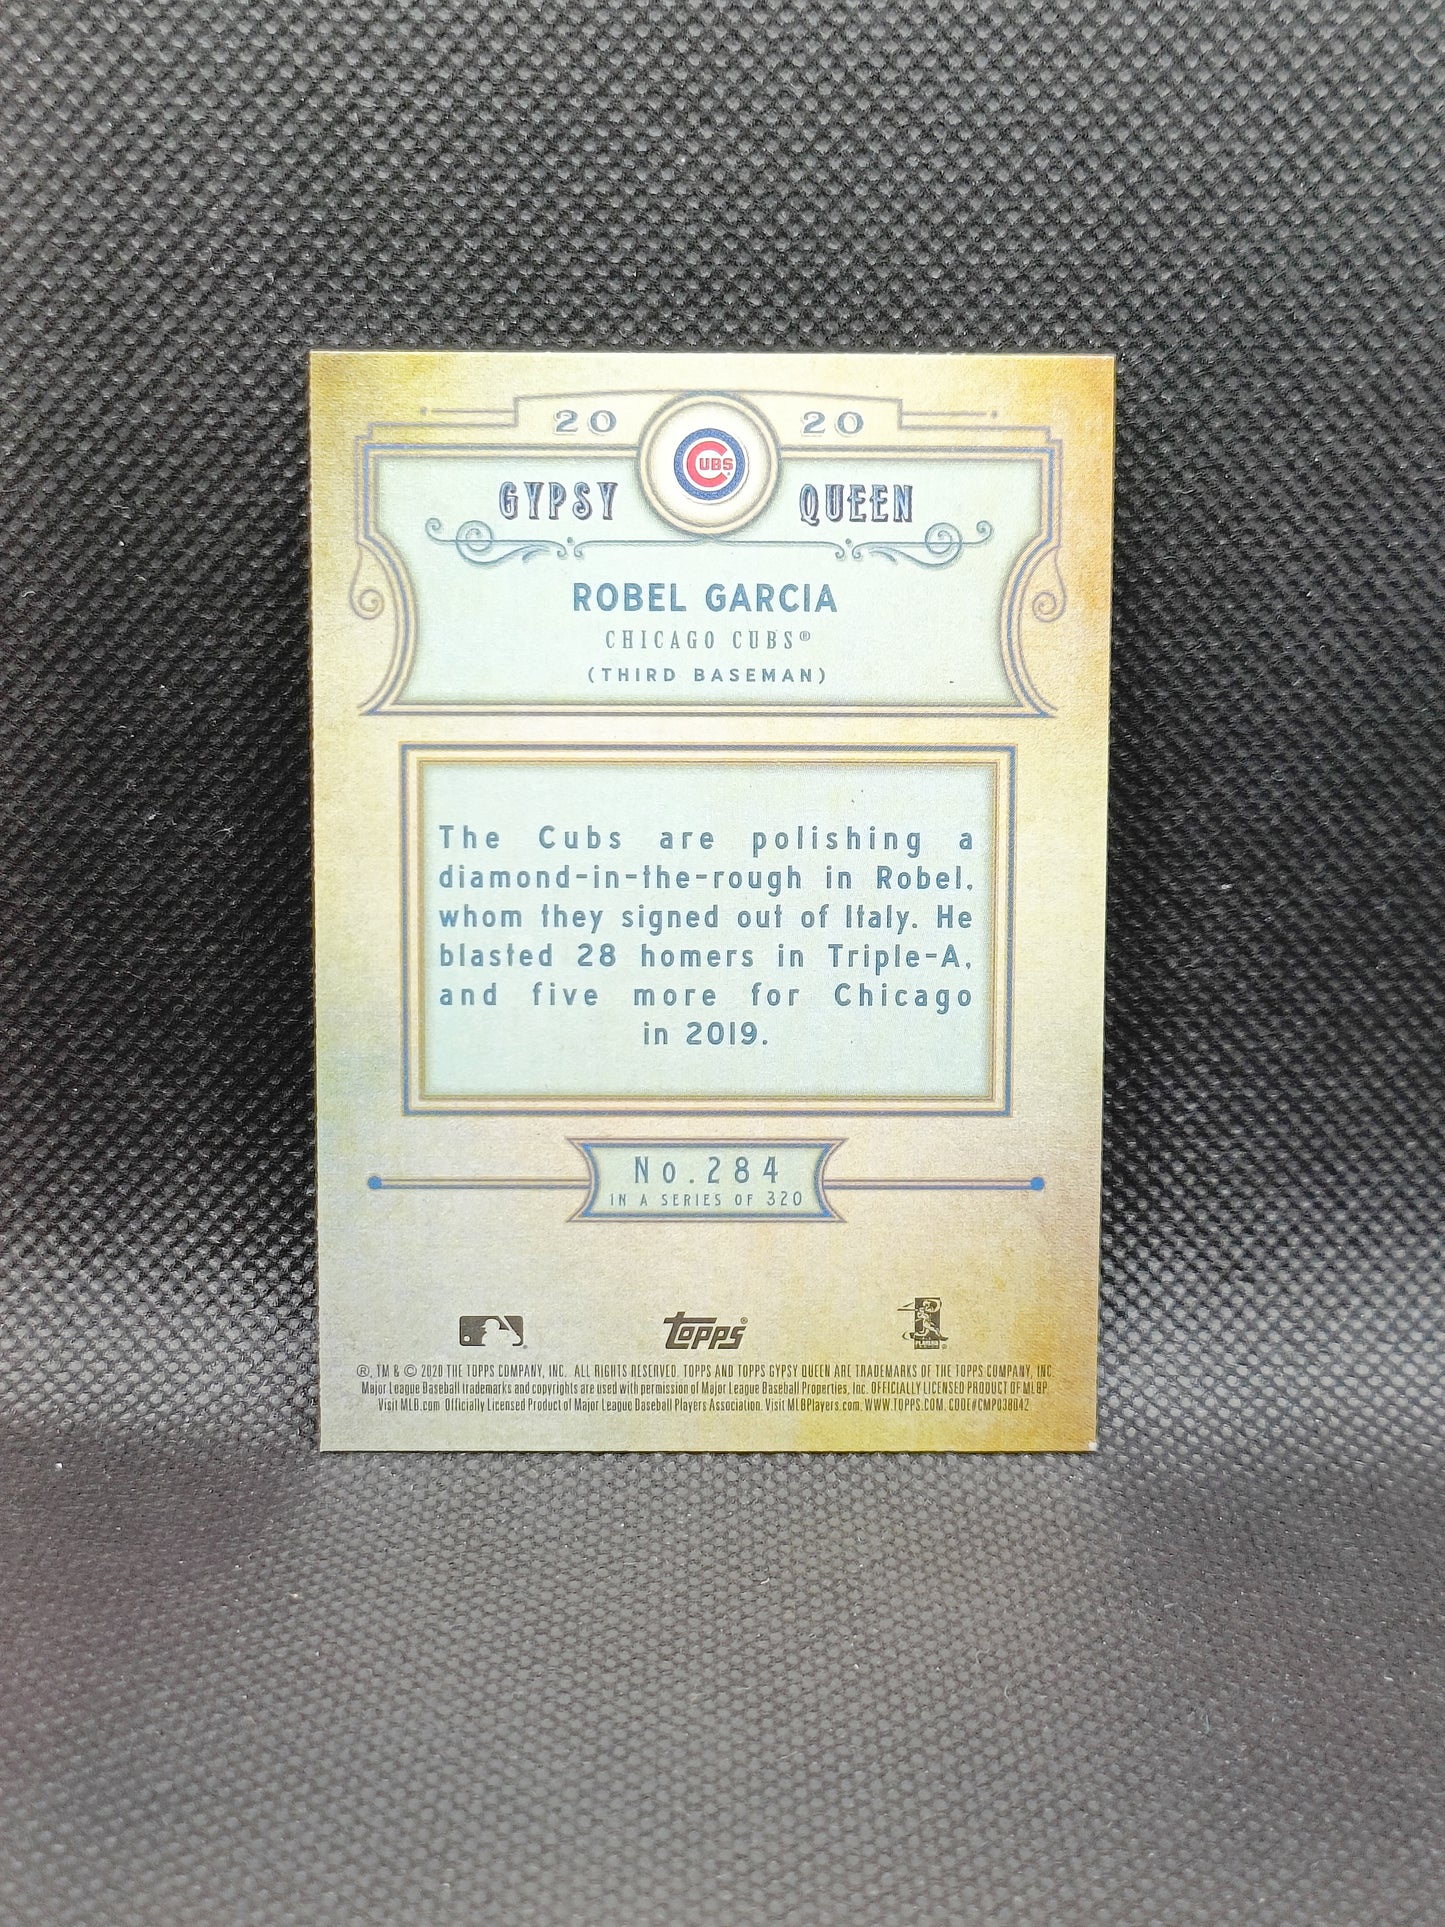 20 20
CUBS
GYPSY QUEEN
ROBEL GARCIA
CHICAGO CUBS®
(THIRD BASEMAN)
The Cubs are polishing a
diamond-in-the-rough in Robel,
whom they signed out of Italy. He
blasted 28 homers in Triple-A,
and five more for Chicago
in 2019.
No.284
IN A SERIES OF 320
topps®
®, TM & © 2020 THE TOPPS COMPANY, INC. ALL RIGHTS RESERVED. TOPPS AND TOPPS GYPSY QUEEN ARE TRADEMARKS OF THE TOPPS COMPANY, INC.
Major League Baseball trademarks and copyrights are used with permission of Major League Baseball Properties, Inc. OFFICIALLY LICENSED PRODUCT OF MLBP
Visit MLB.com Officially Licensed Product of Major League Baseball Players Association. Visit MLBPlayers.com. WWW.TOPPS.COM. CODE#CMP038042